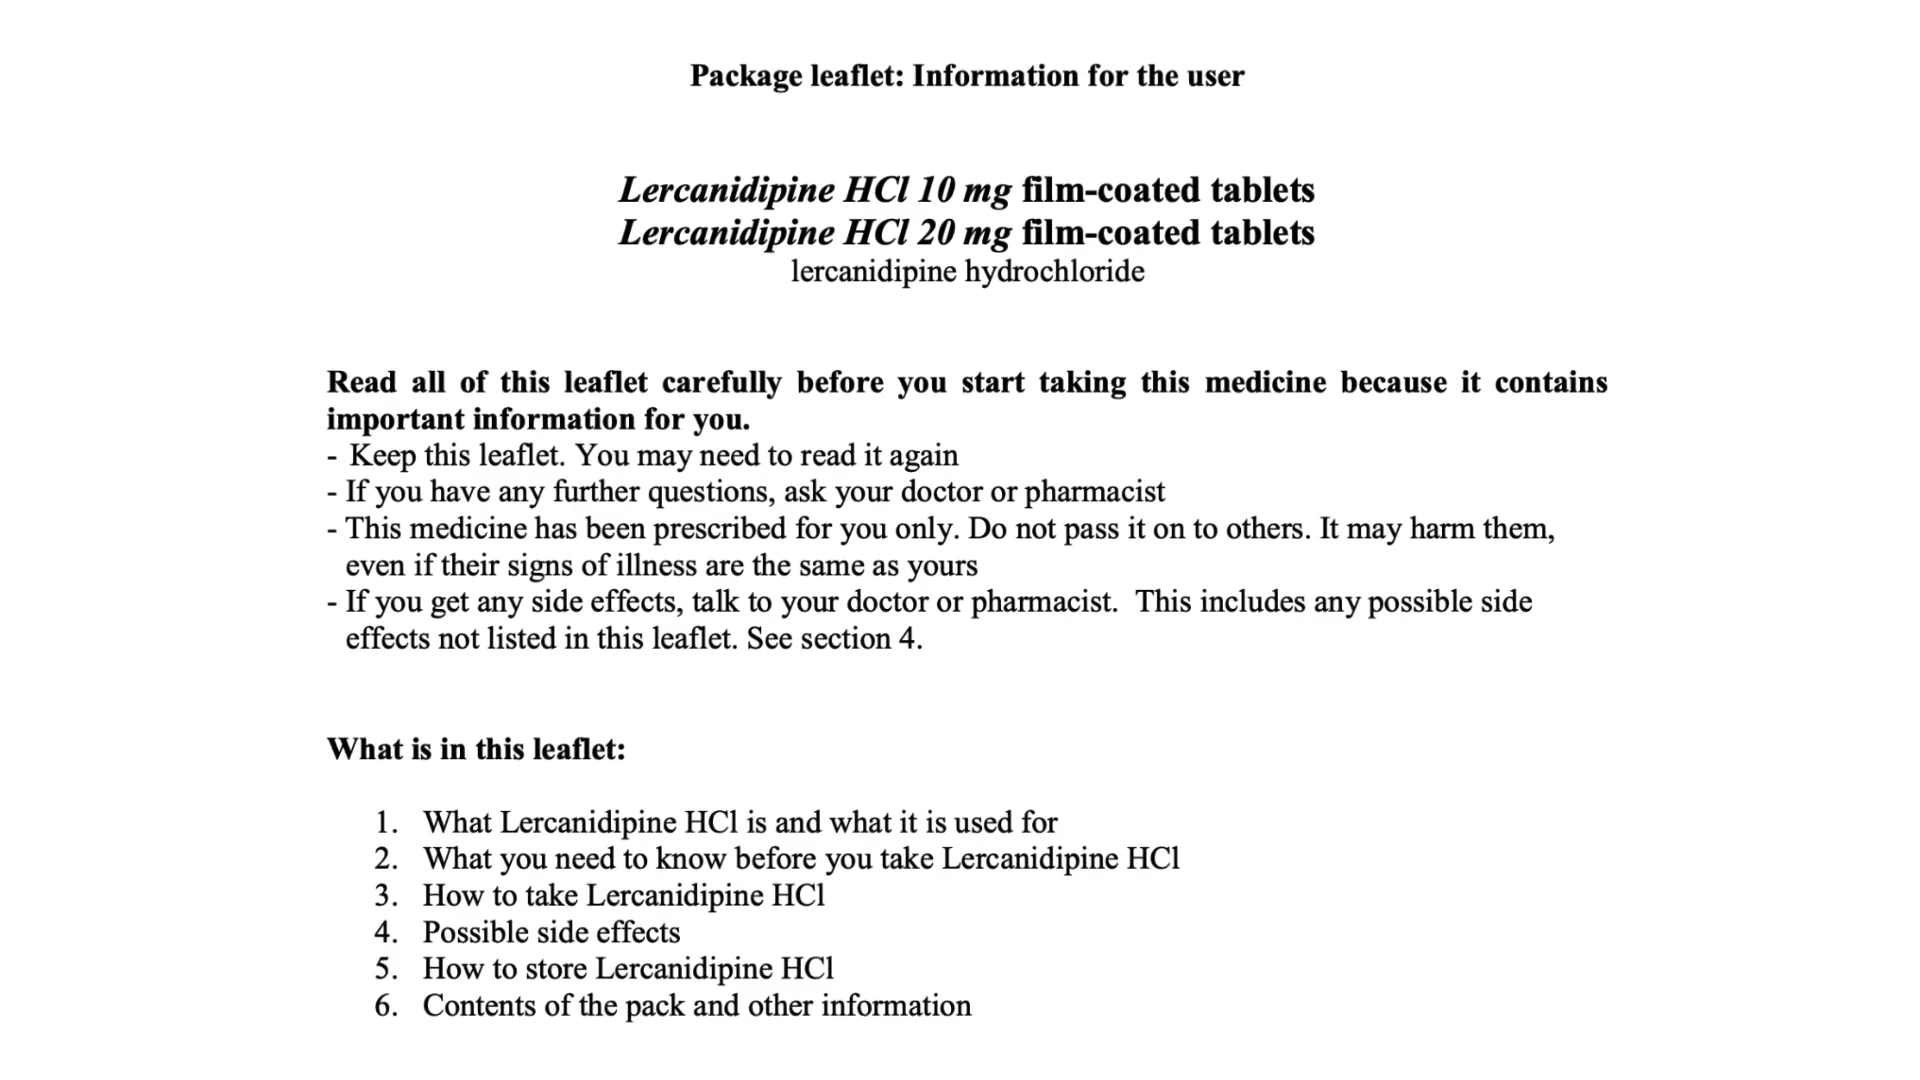 Package leaflet: Information for the user
Lercanidipine HCl 10 mg film-coated tablets
Lercanidipine HCl 20 mg film-coated tablets
lercanidipine hydrochloride
Read all of this leaflet carefully before you start taking this medicine because it contains
important information for you.
- Keep this leaflet. You may need to read it again
- If you have any further questions, ask your doctor or pharmacist
- This medicine has been prescribed for you only. Do not pass it on to others. It may harm them,
even if their signs of illness are the same as yours
- If you get any side effects, talk to your doctor or pharmacist.  This includes any possible side
effects not listed in this leaflet. See section 4.
What is in this leaflet:
1. What Lercanidipine HCl is and what it is used for
2. What you need to know before you take Lercanidipine HCl
3. How to take Lercanidipine HCl
4. Possible side effects
5. How to store Lercanidipine HCl
6. Contents of the pack and other information